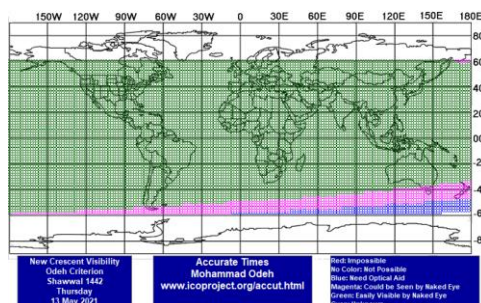 150W 120W 90W 60W 30W 0 30E 60E 90E 120E 150E 180E
80
60
40
20
00
-2
-4
-6
-8
New Crescent Visibility
Odeh Criterion
Shawwal 1442
Thursday
13 May 2021
Accurate Times
Mohammad Odeh
www.icoproject.org/accut.html
Red: Impossible
No Color: Not Possible
Blue: Need Optical Aid
Magenta: Could be Seen by Naked Eye
Green: Easily Visible by Naked Eye